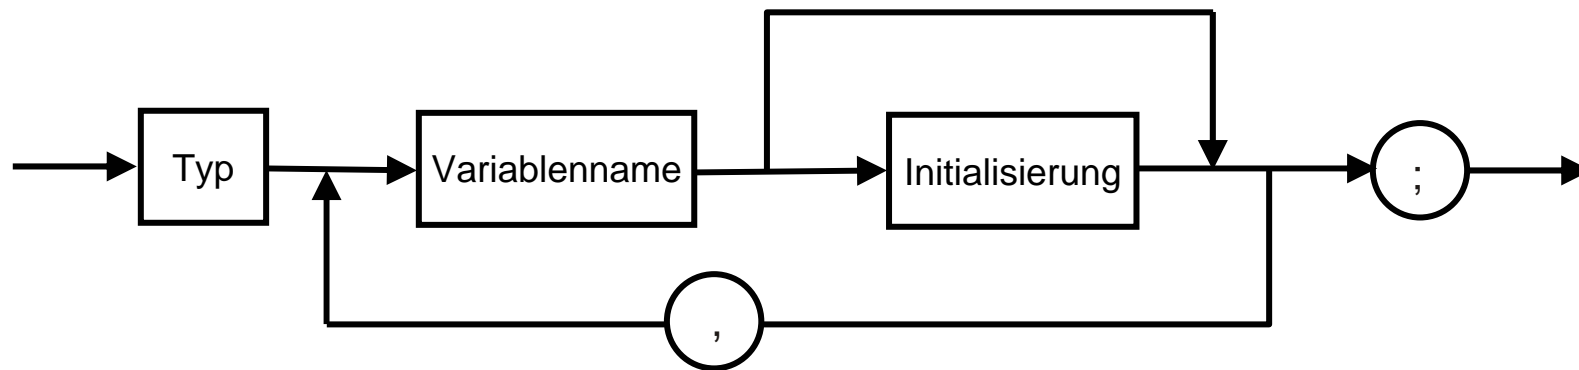 Typ
Variablenname
Initialisierung
;
,